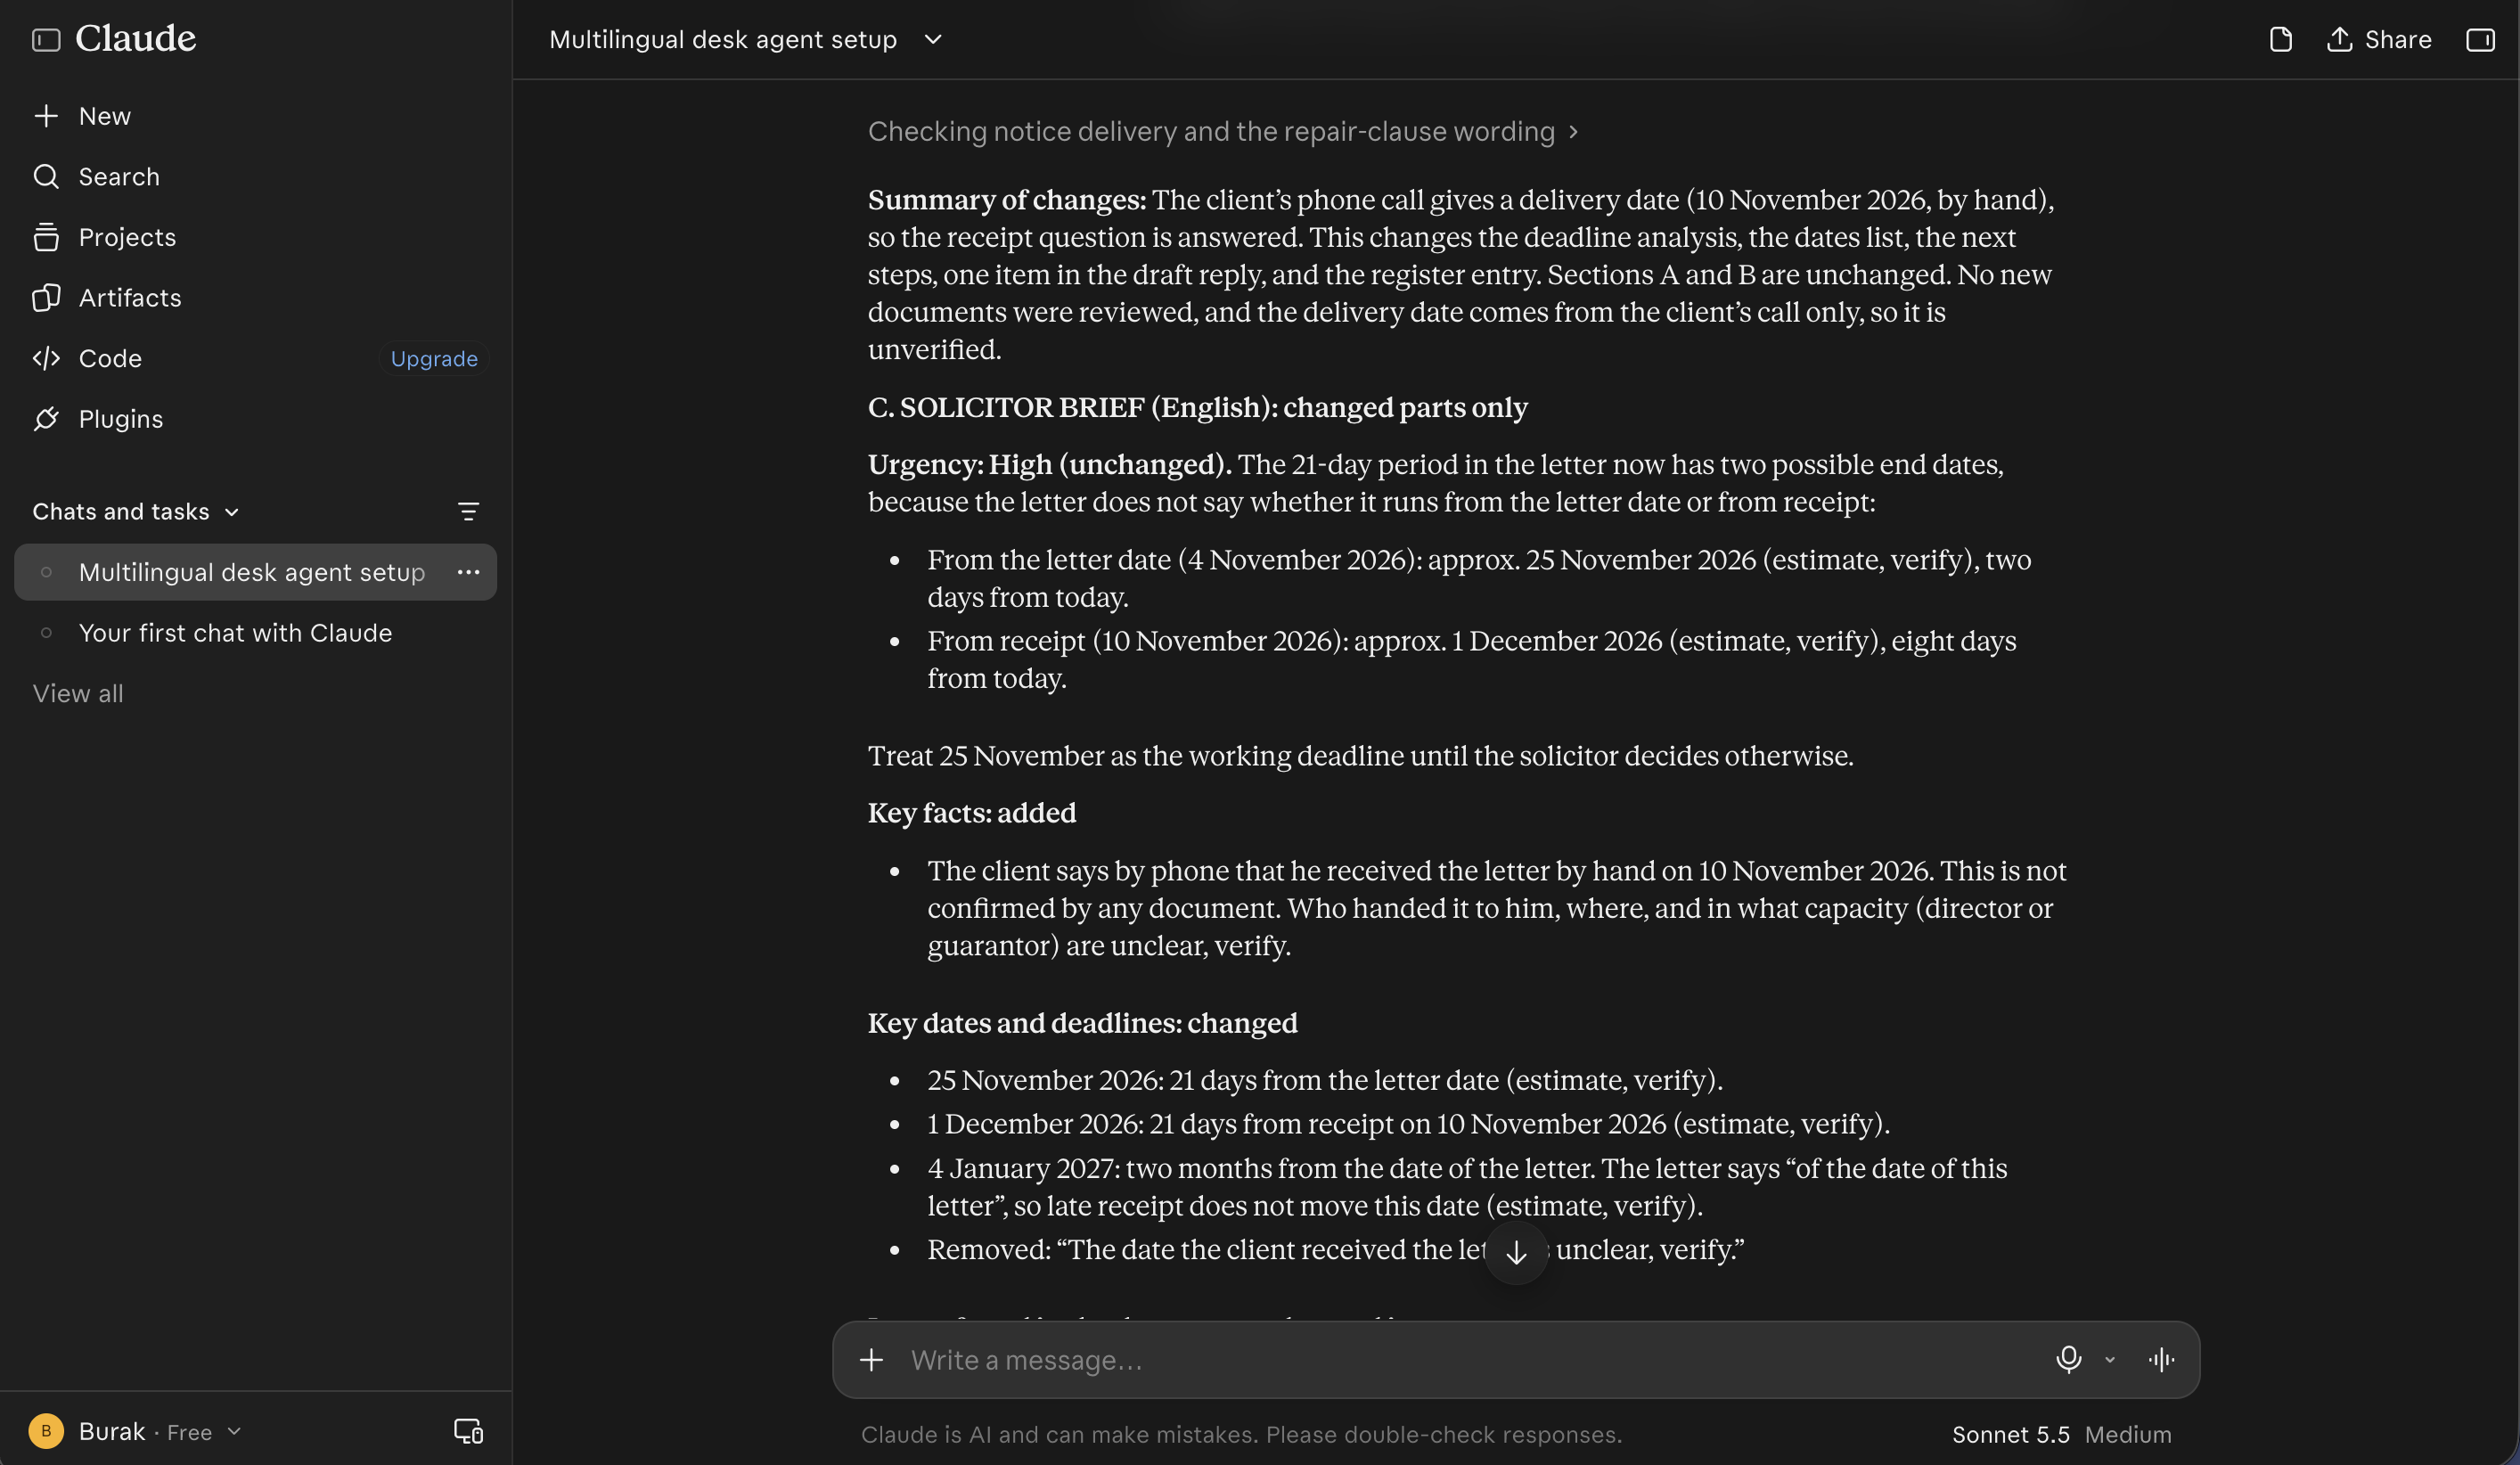 Claude
New
Search
Projects
Artifacts
Code
Upgrade
Plugins
Chats and tasks
Multilingual desk agent setup
Your first chat with Claude
View all
B
Burak · Free
Multilingual desk agent setup
Share
Checking notice delivery and the repair-clause wording
Summary of changes: The client’s phone call gives a delivery date (10 November 2026, by hand),
so the receipt question is answered. This changes the deadline analysis, the dates list, the next
steps, one item in the draft reply, and the register entry. Sections A and B are unchanged. No new
documents were reviewed, and the delivery date comes from the client’s call only, so it is
unverified.
C. SOLICITOR BRIEF (English): changed parts only
Urgency: High (unchanged). The 21-day period in the letter now has two possible end dates,
because the letter does not say whether it runs from the letter date or from receipt:
• From the letter date (4 November 2026): approx. 25 November 2026 (estimate, verify), two
days from today.
• From receipt (10 November 2026): approx. 1 December 2026 (estimate, verify), eight days
from today.
Treat 25 November as the working deadline until the solicitor decides otherwise.
Key facts: added
• The client says by phone that he received the letter by hand on 10 November 2026. This is not
confirmed by any document. Who handed it to him, where, and in what capacity (director or
guarantor) are unclear, verify.
Key dates and deadlines: changed
• 25 November 2026: 21 days from the letter date (estimate, verify).
• 1 December 2026: 21 days from receipt on 10 November 2026 (estimate, verify).
• 4 January 2027: two months from the date of the letter. The letter says “of the date of this
letter”, so late receipt does not move this date (estimate, verify).
• Removed: “The date the client received the unclear, verify.”
Write a message…
Claude is AI and can make mistakes. Please double-check responses.
Sonnet 5.5 Medium